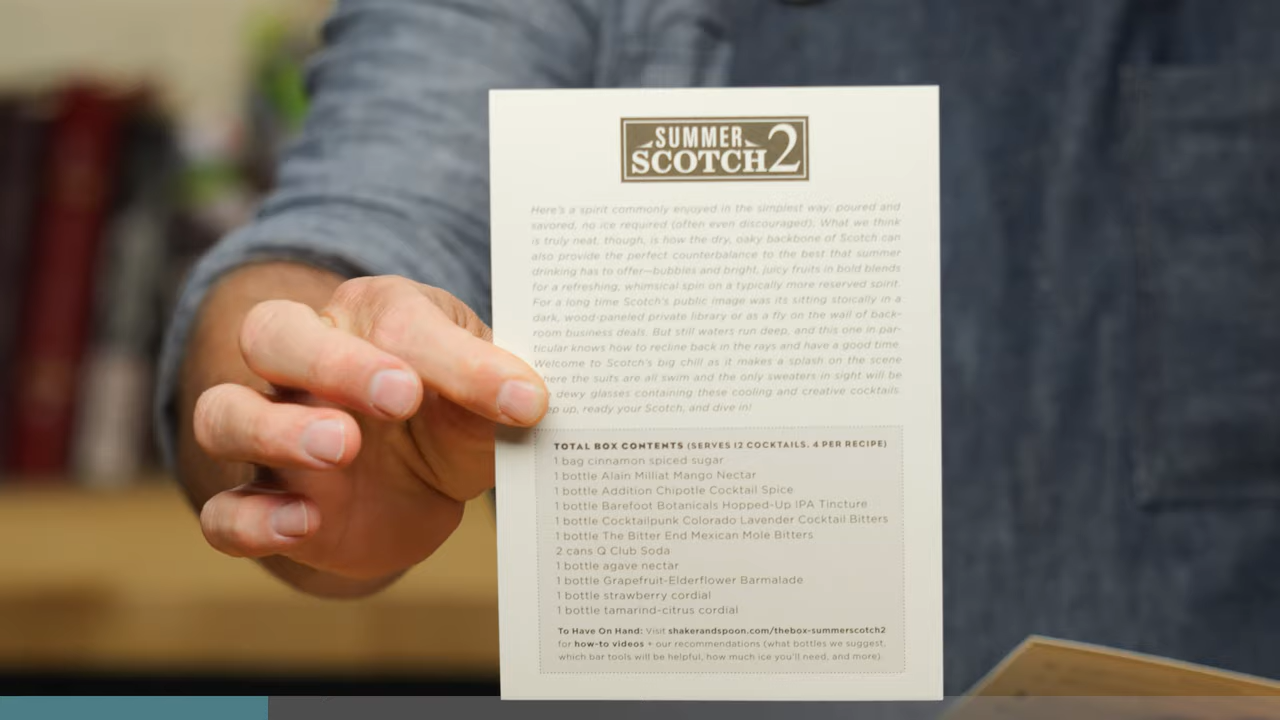 SUMMER
SCOTCH 2
Here's a spirit commonly enjoyed in the simplest way: poured and
savored, no ice required (often even discouraged). What we think
is truly neat, though, is how the dry, oaky backbone of Scotch can
also provide the perfect counterbalance to the best that summer
drinking has to offer—bubbles and bright, juicy fruits in bold blends
for a refreshing, whimsical spin on a typically more reserved spirit.
For a long time Scotch's public image was its sitting stoically in a
dark, wood-paneled private library or as a fly on the wall of back-
room business deals. But still waters run deep, and this one in par-
ticular knows how to recline back in the rays and have a good time.
Welcome to Scotch's big chill as it makes a splash on the scene
where the suits are all swim and the only sweaters in sight will be
dewy glasses containing these cooling and creative cocktails.
up, ready your Scotch, and dive in!
TOTAL BOX CONTENTS (SERVES 12 COCKTAILS, 4 PER RECIPE)
1 bag cinnamon spiced sugar
1 bottle Alain Milliat Mango Nectar
1 bottle Addition Chipotle Cocktail Spice
1 bottle Barefoot Botanicals Hopped-Up IPA Tincture
1 bottle Cocktailpunk Colorado Lavender Cocktail Bitters
1 bottle The Bitter End Mexican Mole Bitters
2 cans Q Club Soda
1 bottle agave nectar
1 bottle Grapefruit-Elderflower Barmalade
1 bottle strawberry cordial
1 bottle tamarind-citrus cordial
To Have On Hand: Visit shakerandspoon.com/thebox-summerscotch2
for how-to videos + our recommendations (what bottles we suggest,
which bar tools will be helpful, how much ice you'll need, and more).